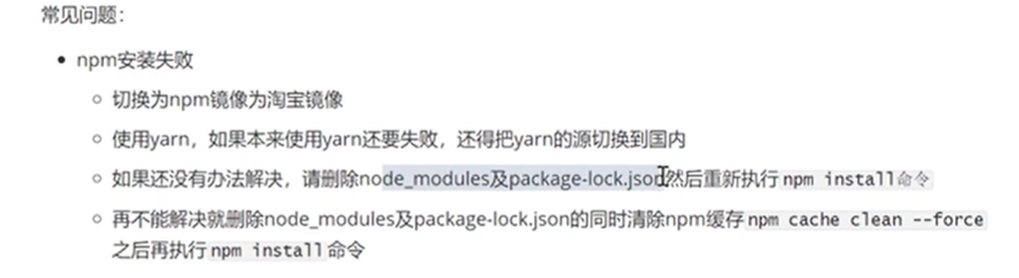 常见问题：
npm安装失败
切换为npm镜像为淘宝镜像
使用yarn，如果本来使用yarn还要失败，还得把yarn的源切换到国内
如果还没有办法解决，请删除node_modules及package-lock.json然后重新执行npm install命令
再不能解决就删除node_modules及package-lock.json的同时清除npm缓存npm cache clean --force
之后再执行npm install命令